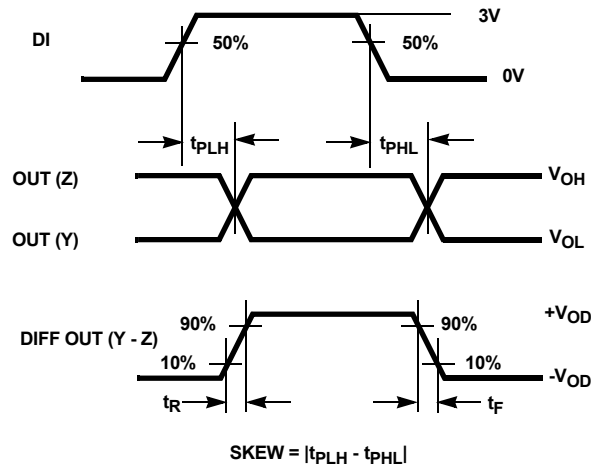 3V
DI
50%
50%
0V
tPLH
tPHL
OUT (Z)
VOH
OUT (Y)
VOL
+VOD
90%
90%
DIFF OUT (Y - Z)
10%
10%
-VOD
tR
tF
SKEW = |tPLH - tPHL|